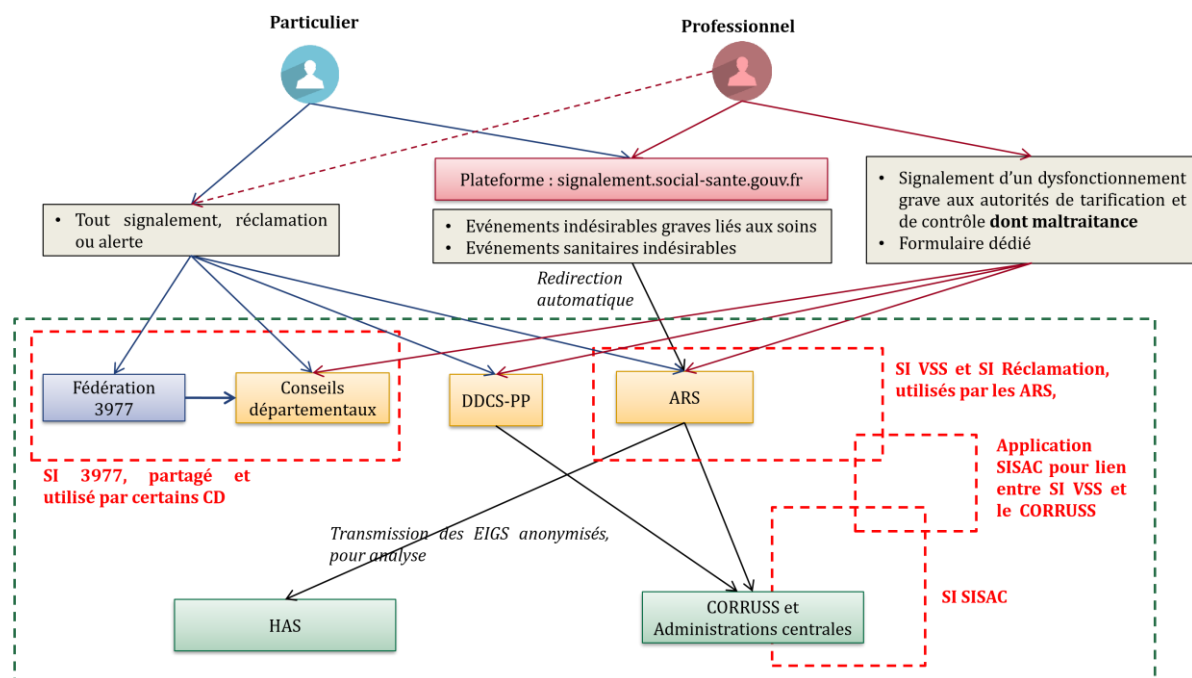 Particulier
Professionnel
Plateforme : signalement.social-sante.gouv.fr
• Signalement d'un dysfonctionnement
grave aux autorités de tarification et
de contrôle dont maltraitance
• Formulaire dédié
• Tout signalement, réclamation
ou alerte
• Evénements indésirables graves liés aux soins
• Evénements sanitaires indésirables
Redirection
automatique
Fédération
3977
Conseils
départementaux
DDCS-PP
ARS
SI VSS et SI Réclamation,
utilisés par les ARS,
SI 3977, partagé et
utilisé par certains CD
Application
SISAC pour lien
entre SI VSS et
le CORRUSS
Transmission des EIGS anonymisés,
pour analyse
HAS
CORRUSS et
Administrations centrales
SI SISAC